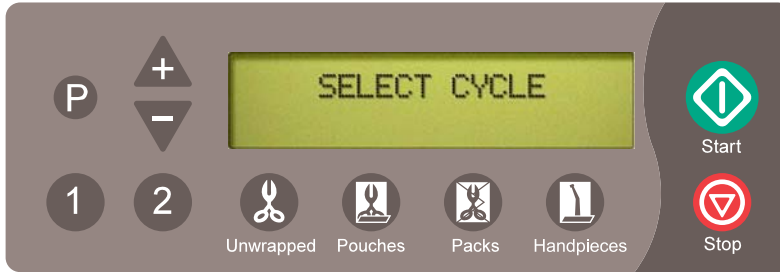 P
+
-
SELECT CYCLE
Start
1
2
Unwrapped Pouches Packs Handpieces
Stop